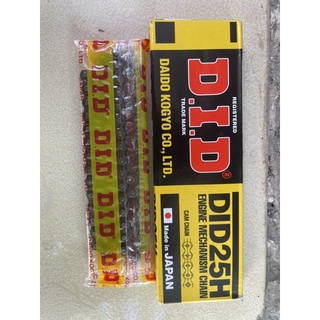 D.I.D®
REGISTERED
TRADE MARK
DAIDO KOGYO CO., LTD.
DID25H
ENGINE MECHANISM CHAIN
CAM CHAIN
Made in JAPAN
DID DID DID DID